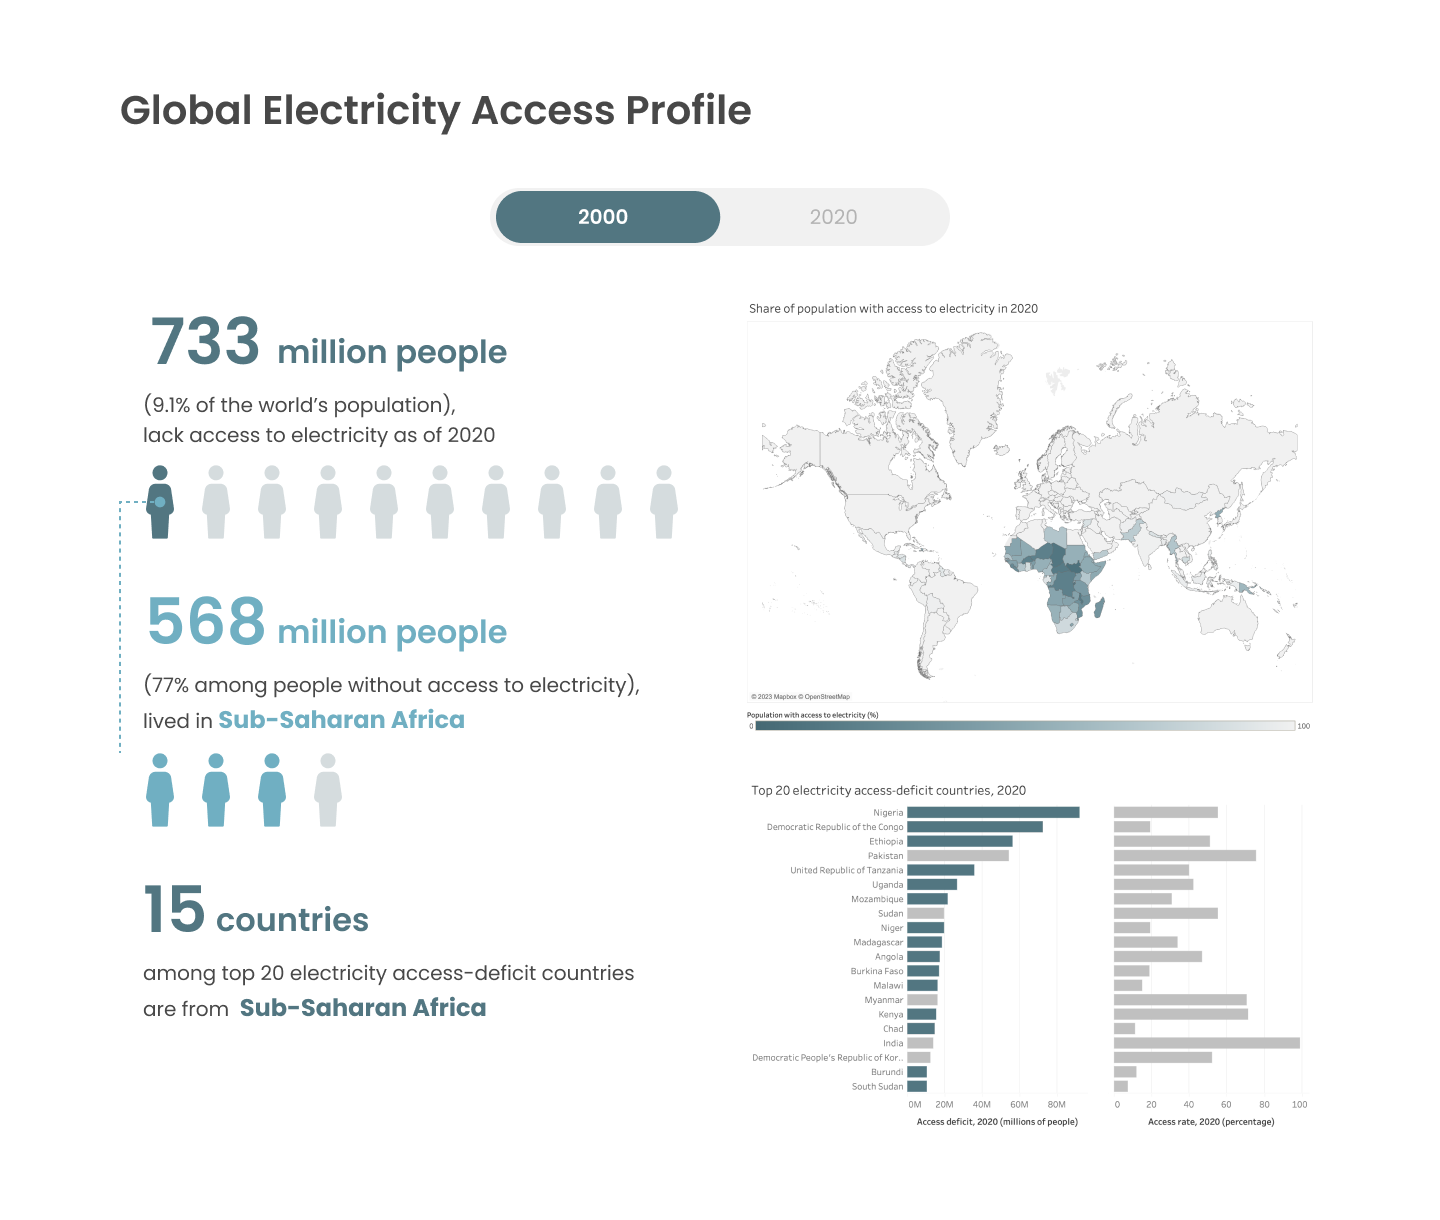 Global Electricity Access Profile
2000
2020
733 million people
(9.1% of the world’s population),
lack access to electricity as of 2020
568 million people
(77% among people without access to electricity),
lived in Sub-Saharan Africa
15 countries
among top 20 electricity access-deficit countries
are from Sub-Saharan Africa
Share of population with access to electricity in 2020
© 2023 Mapbox © OpenStreetMap
Population with access to electricity (%)
0
100
Top 20 electricity access-deficit countries, 2020
Nigeria
Democratic Republic of the Congo
Ethiopia
Pakistan
United Republic of Tanzania
Uganda
Mozambique
Sudan
Niger
Madagascar
Angola
Burkina Faso
Malawi
Myanmar
Kenya
Chad
India
Democratic People's Republic of Kor..
Burundi
South Sudan
0M 20M 40M 60M 80M
0 20 40 60 80 100
Access deficit, 2020 (millions of people)
Access rate, 2020 (percentage)